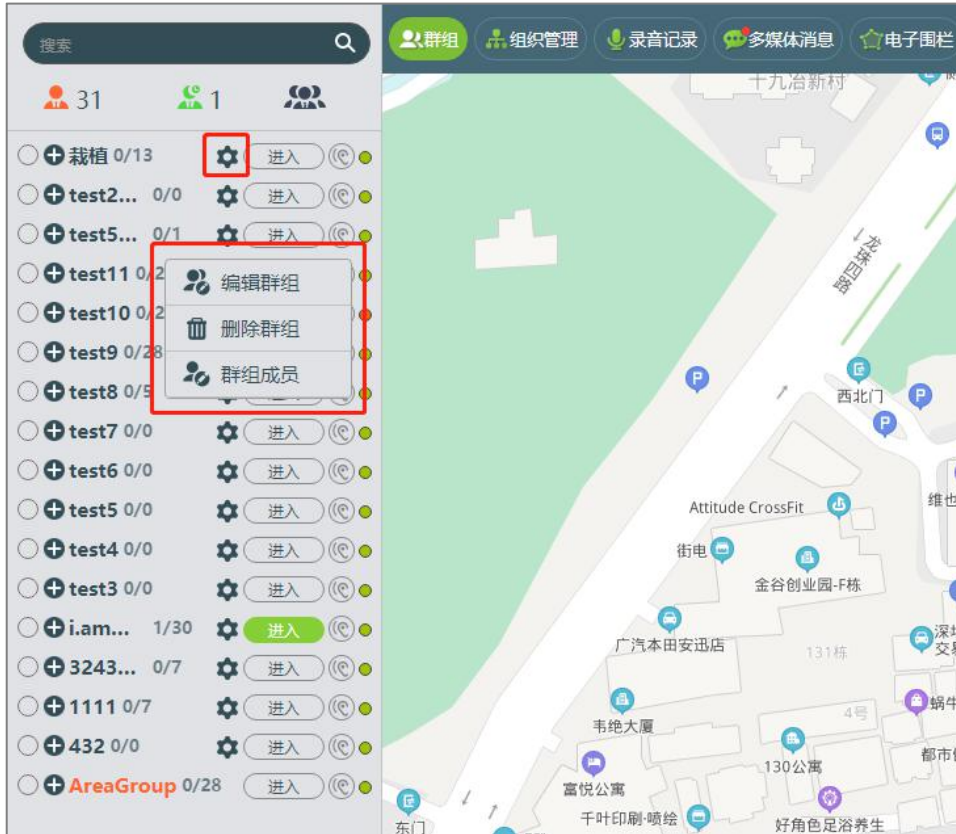 搜索
群组 组织管理 录音记录 多媒体消息 电子围栏
31 1
栽植 0/13 进入
test2... 0/0 进入
test5... 0/1 进入
test11 0/2
test10 0/2
test9 0/28
test8 0/5
编辑群组
删除群组
群组成员
test7 0/0 进入
test6 0/0 进入
test5 0/0 进入
test4 0/0 进入
test3 0/0 进入
i.am... 1/30 进入
3243... 0/7 进入
1111 0/7 进入
432 0/0 进入
AreaGroup 0/28 进入
十九冶新村
龙珠四路
P
西北门
P
P
Attitude CrossFit
维也
街电
金谷创业园-F栋
广汽本田安迅店
131栋
深圳
交易
蜗牛
4号
韦绝大厦
130公寓
都市
富悦公寓
千叶印刷·喷绘
好角色足浴养生
东门